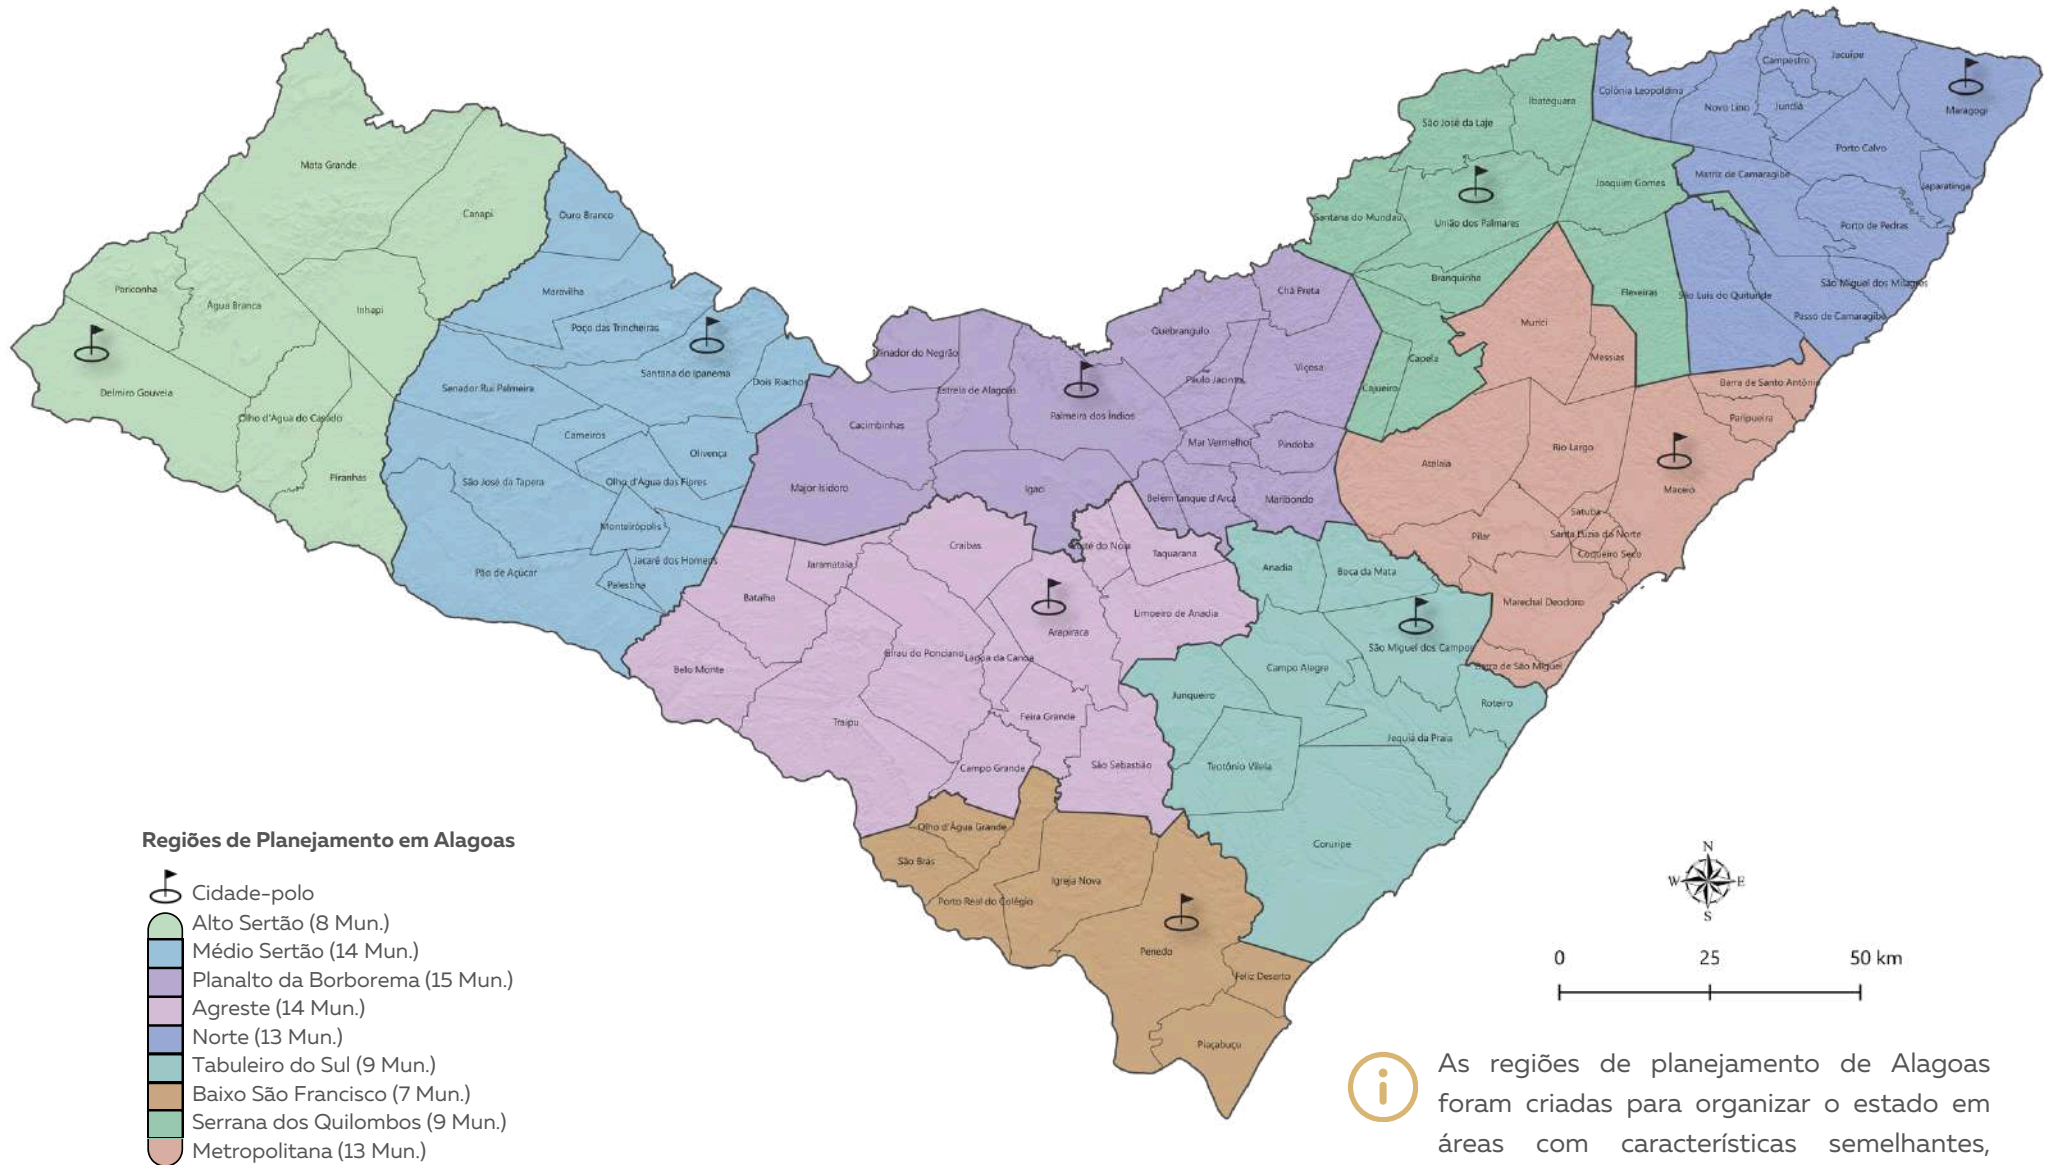 Colônia Leopoldina
Campestre
Jacuípe
Novo Lino
Jundiá
Maragogi
Ibateguara
São José da Laje
Porto Calvo
Mata Grande
Joaquim Gomes
Matriz de Camaragibe
Japaratinga
Canapi
Ouro Branco
Santana do Mundaú
União dos Palmares
Porto de Pedras
Pariconha
Água Branca
Inhapi
Maravilha
Poço das Trincheiras
Chã Preta
Branquinha
Flexeiras
São Luís do Quitunde
São Miguel dos Milagres
Passo de Camaragibe
Quebrangulo
Murici
Minador do Negrão
Capela
Messias
Delmiro Gouveia
Olho d'Água do Casado
Senador Rui Palmeira
Santana do Ipanema
Dois Riachos
Estrela de Alagoas
Palmeira dos Índios
Paulo Jacinto
Viçosa
Cajueiro
Barra de Santo Antônio
Paripueira
Carneiros
Olivença
Cacimbinhas
Mar Vermelho
Pindoba
Atalaia
Rio Largo
Maceió
Piranhas
São José da Tapera
Olho d'Água das Flores
Major Isidoro
Igaci
Belém
Tanque d'Arca
Maribondo
Monteirópolis
Satuba
Pilar
Santa Luzia do Norte
Coqueiro Seco
Pão de Açúcar
Jacaré dos Homens
Palestina
Jaramataia
Craíbas
Coité do Nóia
Taquarana
Anadia
Boca da Mata
Batalha
Arapiraca
Limoeiro de Anadia
Marechal Deodoro
São Miguel dos Campos
Belo Monte
Girau do Ponciano
Lagoa da Canoa
Campo Alegre
Barra de São Miguel
Junqueiro
Roteiro
Traipu
Feira Grande
Jequiá da Praia
Campo Grande
São Sebastião
Teotônio Vilela
Olho d'Água Grande
Coruripe
São Brás
Igreja Nova
Porto Real do Colégio
Penedo
Feliz Deserto
Piaçabuçu
Regiões de Planejamento em Alagoas
Cidade-polo
Alto Sertão (8 Mun.)
Médio Sertão (14 Mun.)
Planalto da Borborema (15 Mun.)
Agreste (14 Mun.)
Norte (13 Mun.)
Tabuleiro do Sul (9 Mun.)
Baixo São Francisco (7 Mun.)
Serrana dos Quilombos (9 Mun.)
Metropolitana (13 Mun.)
N
W E
S
0 25 50 km
i
As regiões de planejamento de Alagoas
foram criadas para organizar o estado em
áreas com características semelhantes,